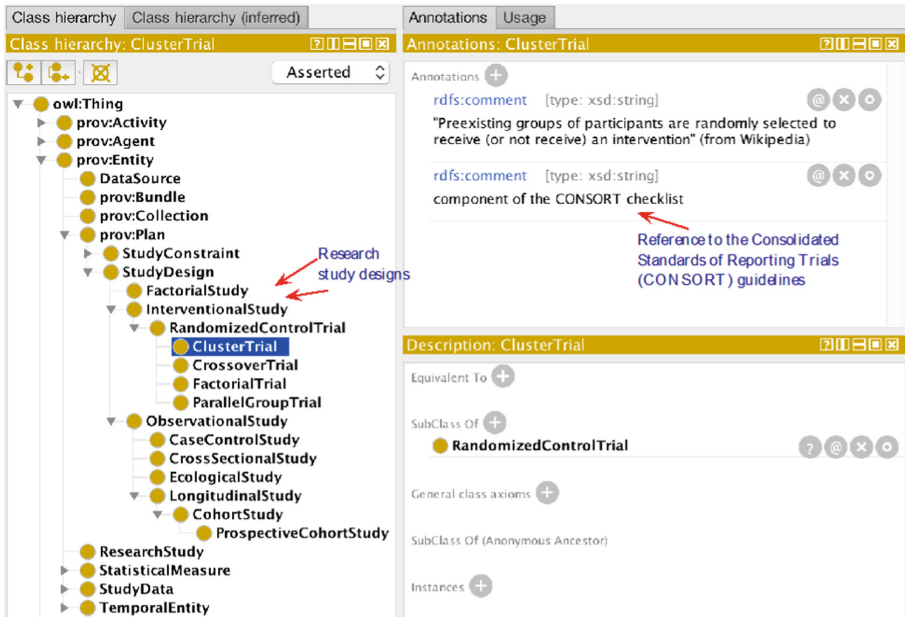 Class hierarchy Class hierarchy (inferred)
Class hierarchy: ClusterTrial
Asserted
owl:Thing
prov:Activity
prov:Agent
prov:Entity
DataSource
prov:Bundle
prov:Collection
prov:Plan
StudyConstraint
StudyDesign
FactorialStudy
InterventionalStudy
RandomizedControlTrial
ClusterTrial
CrossoverTrial
FactorialTrial
ParallelGroupTrial
ObservationalStudy
CaseControlStudy
CrossSectionalStudy
EcologicalStudy
LongitudinalStudy
CohortStudy
ProspectiveCohortStudy
ResearchStudy
StatisticalMeasure
StudyData
TemporalEntity
Research
study designs
Annotations Usage
Annotations: ClusterTrial
Annotations
rdfs:comment [type: xsd:string]
"Preexisting groups of participants are randomly selected to
receive (or not receive) an intervention" (from Wikipedia)
rdfs:comment [type: xsd:string]
component of the CONSORT checklist
Reference to the Consolidated
Standards of Reporting Trials
(CONSORT) guidelines
Description: ClusterTrial
Equivalent To
SubClass Of
RandomizedControlTrial
General class axioms
SubClass Of (Anonymous Ancestor)
Instances